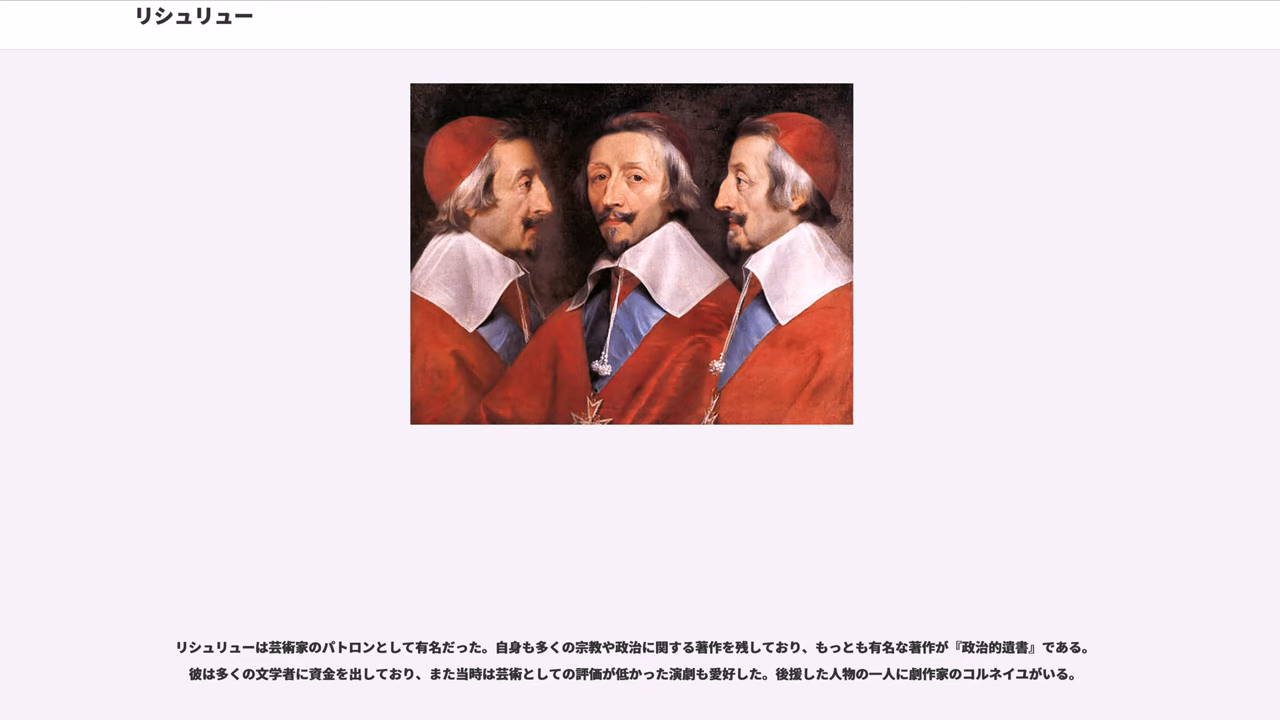 リシュリュー
リシュリューは芸術家のパトロンとして有名だった。自身も多くの宗教や政治に関する著作を残しており、もっとも有名な著作が『政治的遺書』である。
彼は多くの文学者に資金を出しており、また当時は芸術としての評価が低かった演劇も愛好した。後援した人物の一人に劇作家のコルネイユがいる。